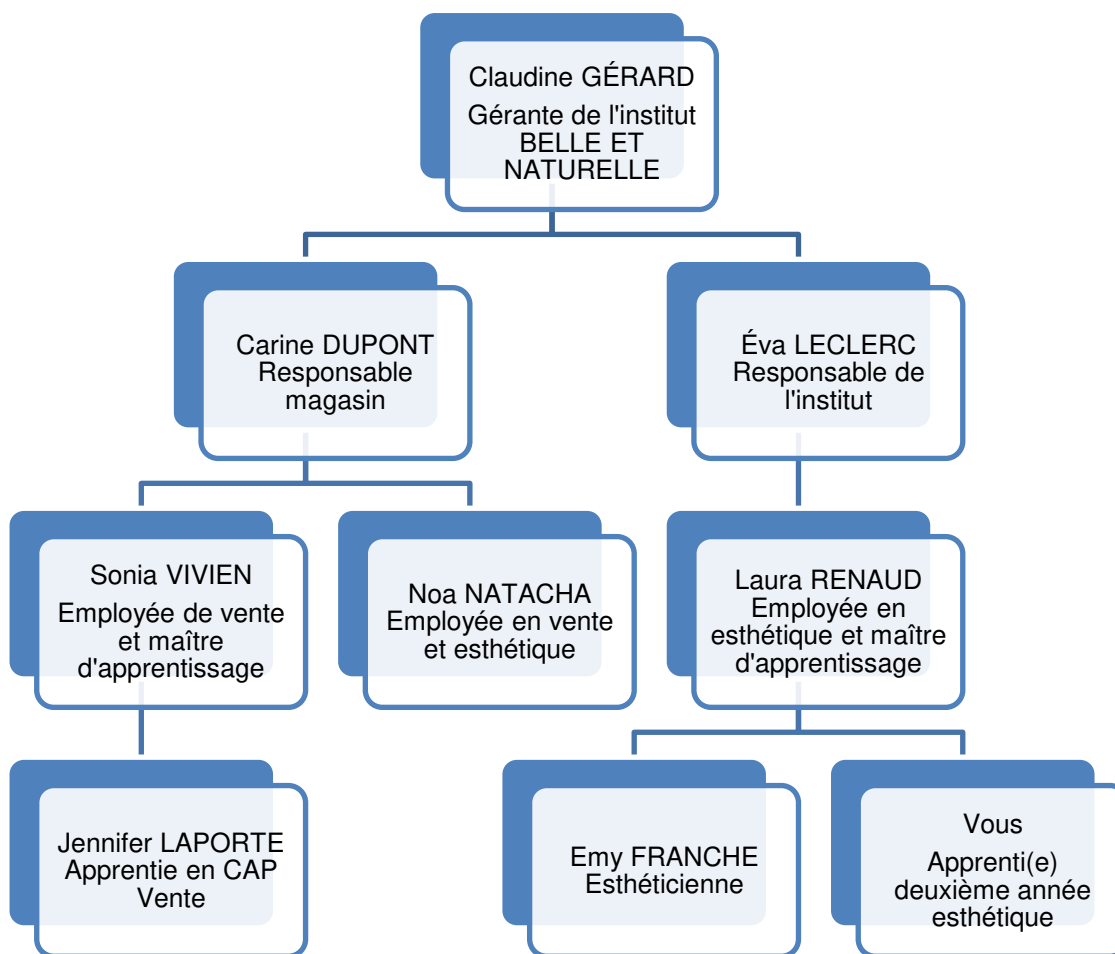 Claudine GÉRARD
Gérante de l'institut
BELLE ET
NATURELLE
Carine DUPONT
Responsable
magasin
Éva LECLERC
Responsable de
l'institut
Sonia VIVIEN
Employée de vente
et maître
d'apprentissage
Noa NATACHA
Employée en vente
et esthétique
Laura RENAUD
Employée en
esthétique et maître
d'apprentissage
Jennifer LAPORTE
Apprentie en CAP
Vente
Emy FRANCHE
Esthéticienne
Vous
Apprenti(e)
deuxième année
esthétique